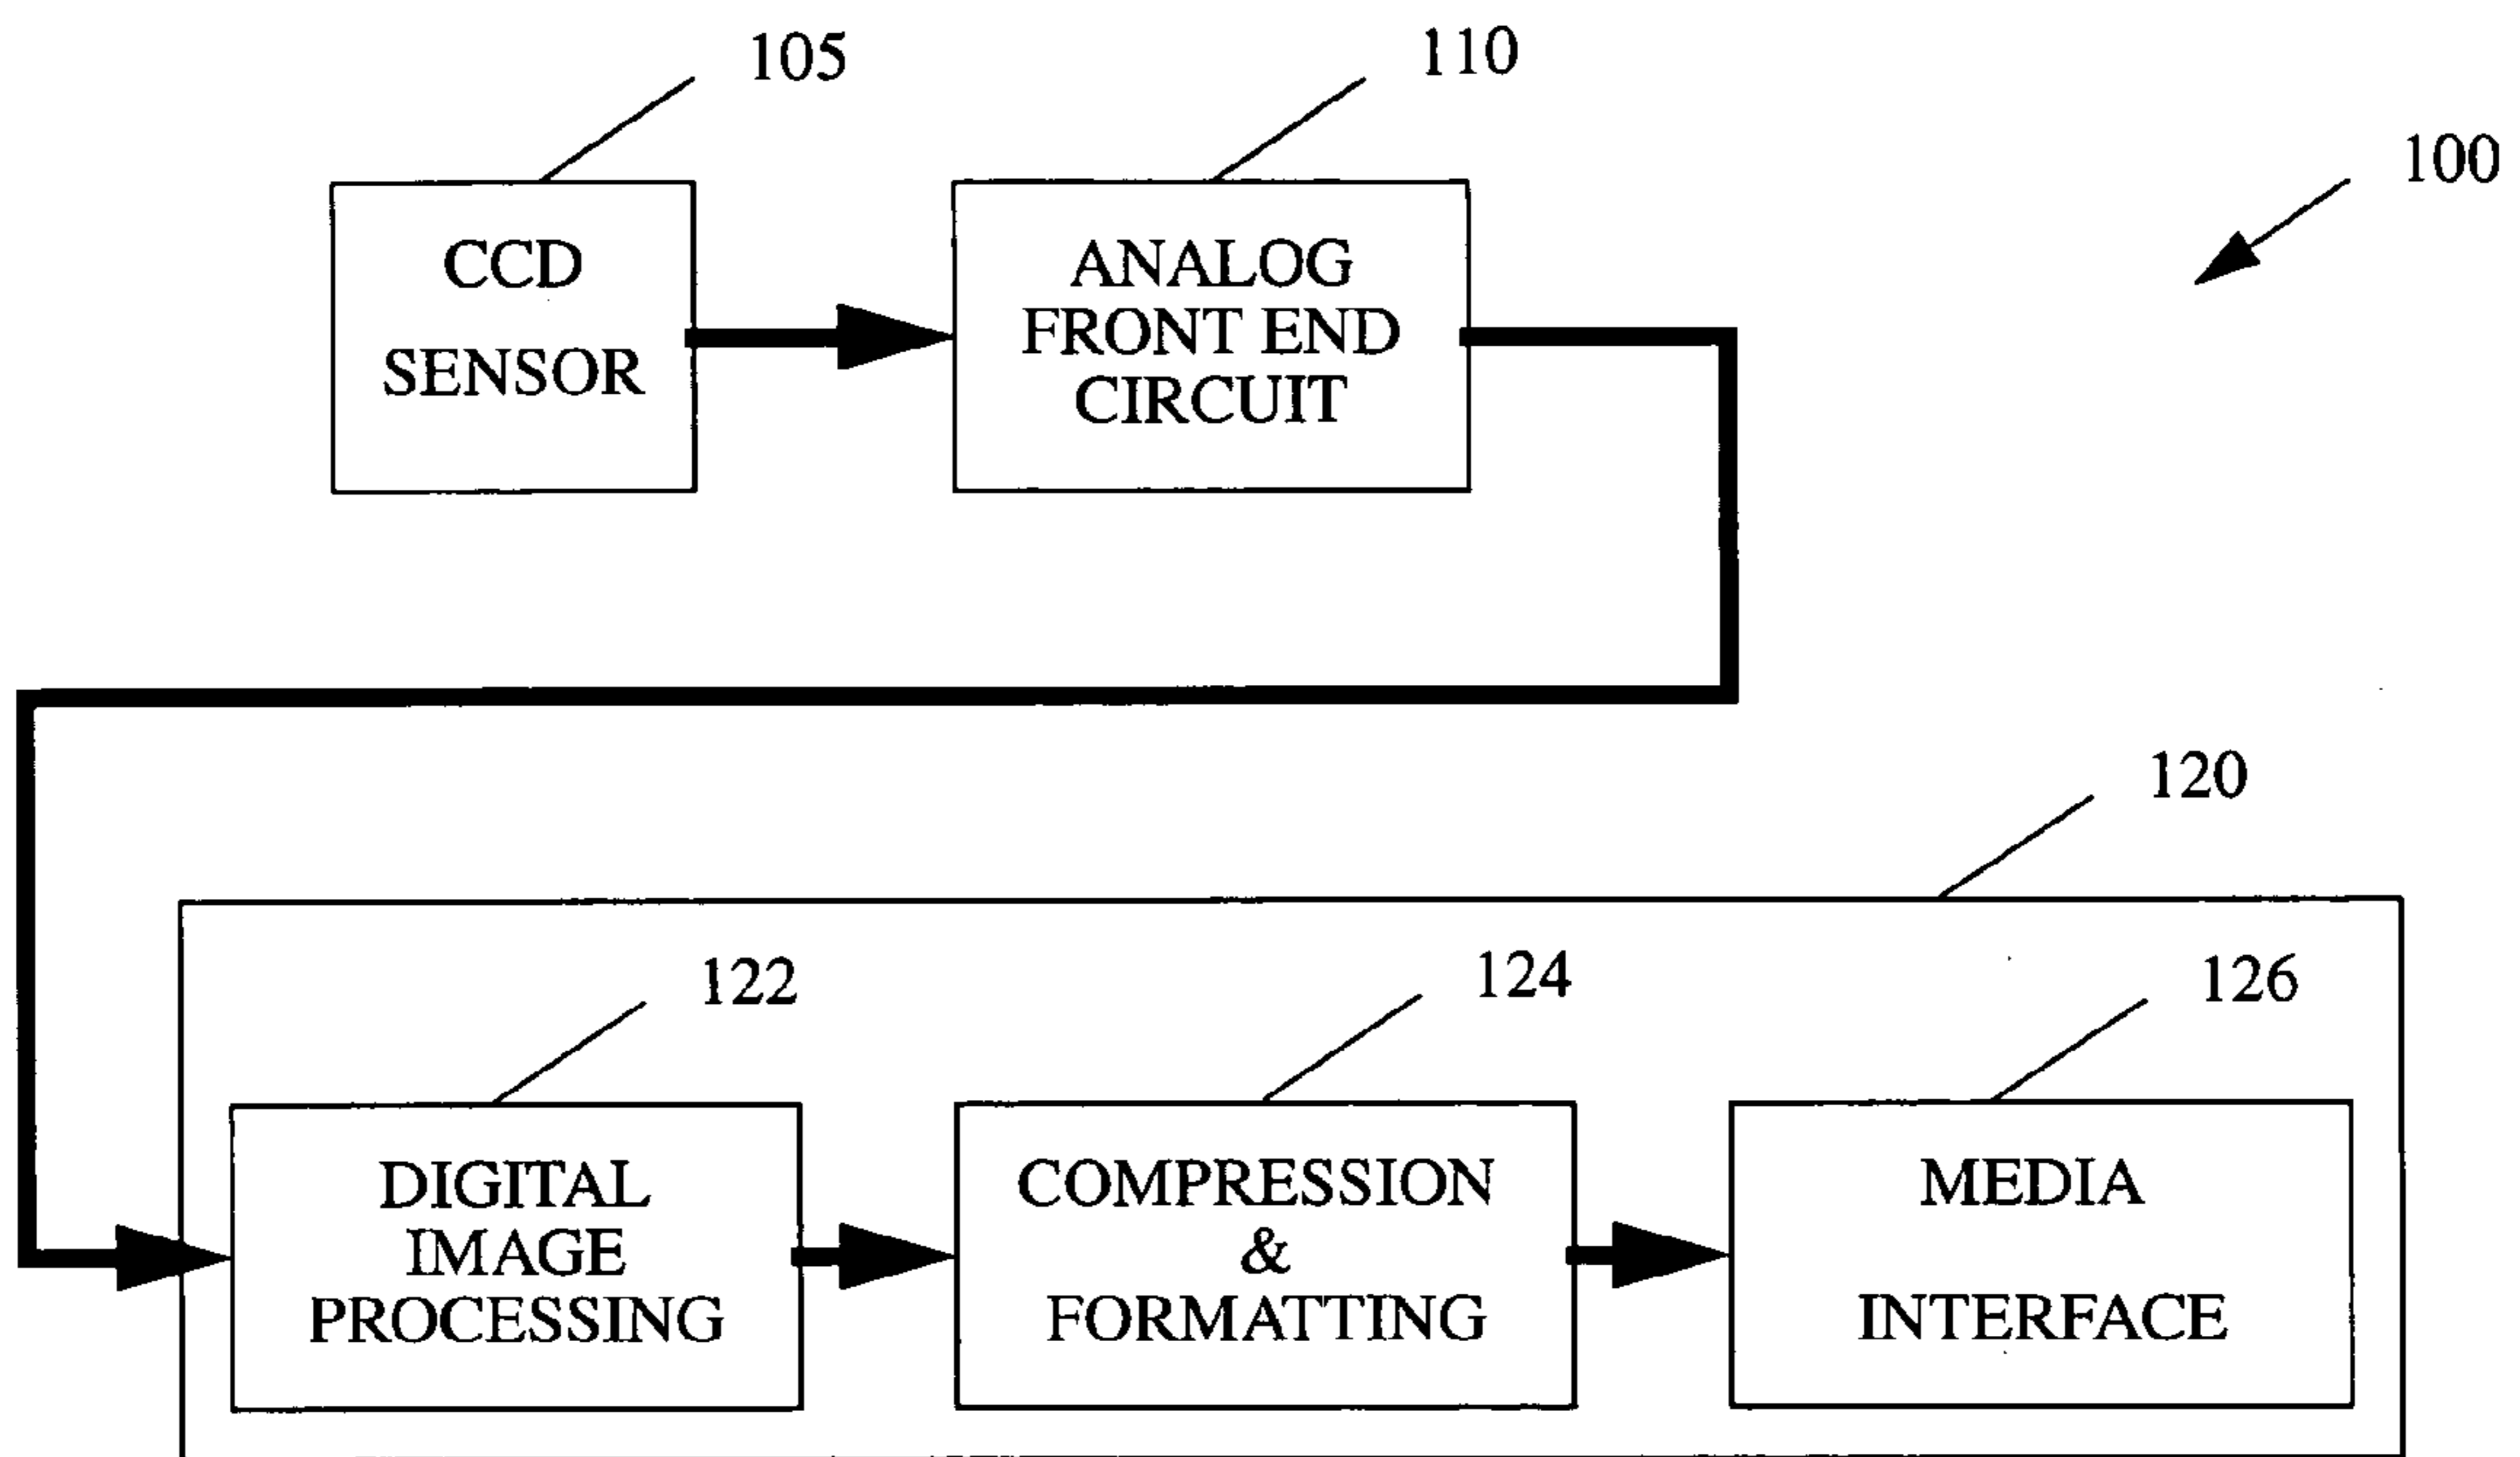 105
110
100
CCD
SENSOR
ANALOG
FRONT END
CIRCUIT
120
122
124
126
DIGITAL
IMAGE
PROCESSING
COMPRESSION
&
FORMATTING
MEDIA
INTERFACE